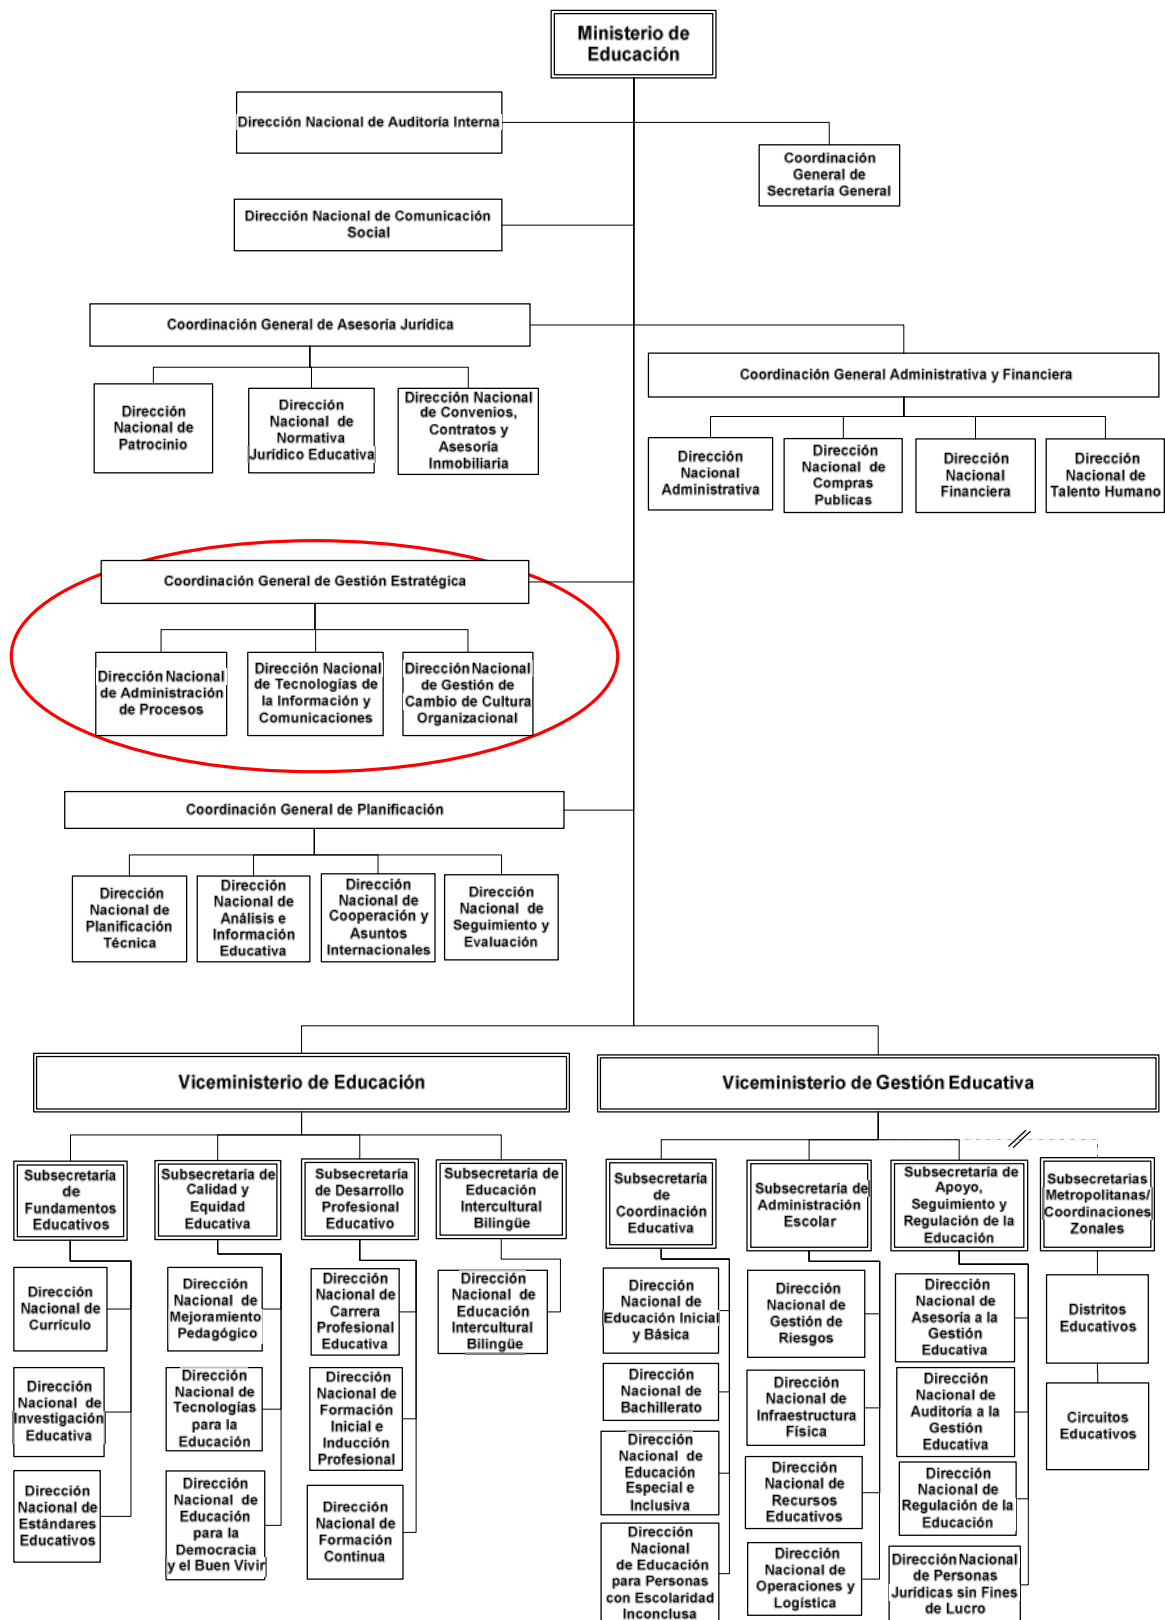 Ministerio de
Educación
Dirección Nacional de Auditoría Interna
Coordinación
General de
Secretaría General
Dirección Nacional de Comunicación
Social
Coordinación General de Asesoría Jurídica
Coordinación General Administrativa y Financiera
Dirección
Nacional de
Patrocinio
Dirección
Nacional de
Normativa
Jurídico Educativa
Dirección Nacional
de Convenios,
Contratos y
Asesoría
Inmobiliaria
Dirección
Nacional
Administrativa
Dirección
Nacional de
Compras
Publicas
Dirección
Nacional
Financiera
Dirección
Nacional de
Talento Humano
Coordinación General de Gestión Estratégica
Dirección Nacional
de Administración
de Procesos
Dirección Nacional
de Tecnologías de
la Información y
Comunicaciones
Dirección Nacional
de Gestión de
Cambio de Cultura
Organizacional
Coordinación General de Planificación
Dirección
Nacional de
Planificación
Técnica
Dirección
Nacional de
Análisis e
Información
Educativa
Dirección
Nacional de
Cooperación y
Asuntos
Internacionales
Dirección
Nacional de
Seguimiento y
Evaluación
Viceministerio de Educación
Viceministerio de Gestión Educativa
Subsecretaría
de
Fundamentos
Educativos
Subsecretaría de
Calidad y
Equidad
Educativa
Subsecretaría
de Desarrollo
Profesional
Educativo
Subsecretaría de
Educación
Intercultural
Bilingüe
Subsecretaría
de
Coordinación
Educativa
Subsecretaría de
Administración
Escolar
Subsecretaría de
Apoyo,
Seguimiento y
Regulación de la
Educación
Subsecretarias
Metropolitanas/
Coordinaciones
Zonales
Dirección
Nacional de
Currículo
Dirección
Nacional de
Mejoramiento
Pedagógico
Dirección
Nacional de
Carrera
Profesional
Educativa
Dirección
Nacional de
Educación
Intercultural
Bilingüe
Dirección
Nacional de
Educación Inicial
y Básica
Dirección
Nacional de
Gestión de
Riesgos
Dirección
Nacional de
Asesoría a la
Gestión
Educativa
Distritos
Educativos
Dirección
Nacional de
Investigación
Educativa
Dirección
Nacional de
Tecnologías
para la
Educación
Dirección
Nacional de
Formación
Inicial e
Inducción
Profesional
Dirección
Nacional de
Bachillerato
Dirección
Nacional de
Infraestructura
Física
Dirección
Nacional de
Auditoría a la
Gestión
Educativa
Circuitos
Educativos
Dirección
Nacional de
Estándares
Educativos
Dirección
Nacional de
Educación
para la
Democracia
y el Buen Vivir
Dirección
Nacional de
Formación
Continua
Dirección
Nacional de
Educación
Especial e
Inclusiva
Dirección
Nacional de
Recursos
Educativos
Dirección
Nacional de
Regulación de la
Educación
Dirección
Nacional
de Educación
para Personas
con Escolaridad
Inconclusa
Dirección
Nacional de
Operaciones y
Logística
Dirección Nacional
de Personas
Jurídicas sin Fines
de Lucro